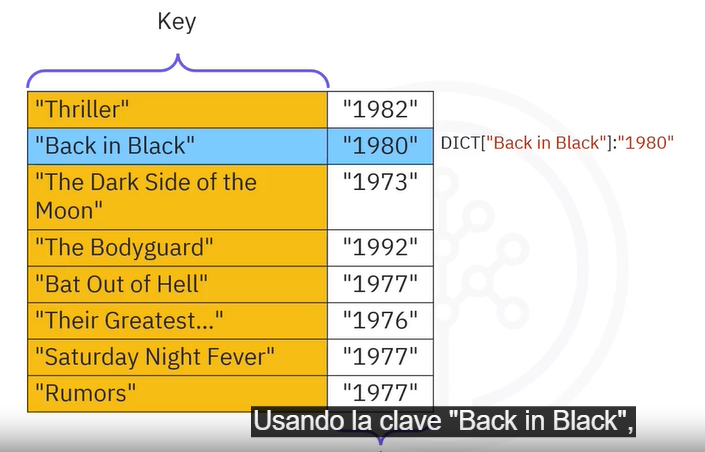 Key
"Thriller" "1982"
"Back in Black" "1980" DICT["Back in Black"]:"1980"
"The Dark Side of the "1973"
Moon"
"The Bodyguard" "1992"
"Bat Out of Hell" "1977"
"Their Greatest..." "1976"
"Saturday Night Fever" "1977"
"Rumors" "1977"
Usando la clave "Back in Black",